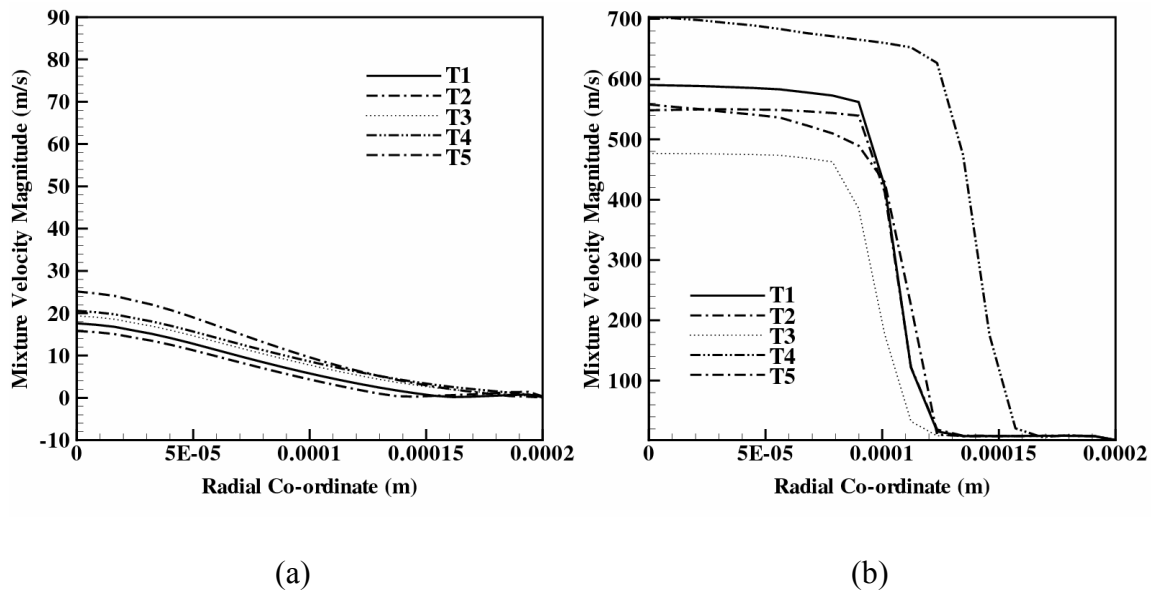 90
80
70
60
50
40
30
20
10
0
-10
Mixture Velocity Magnitude (m/s)
T1
T2
T3
T4
T5
0 5E-05 0.0001 0.00015 0.0002
Radial Co-ordinate (m)
(a)
700
600
500
400
300
200
100
Mixture Velocity Magnitude (m/s)
T1
T2
T3
T4
T5
0 5E-05 0.0001 0.00015 0.0002
Radial Co-ordinate (m)
(b)